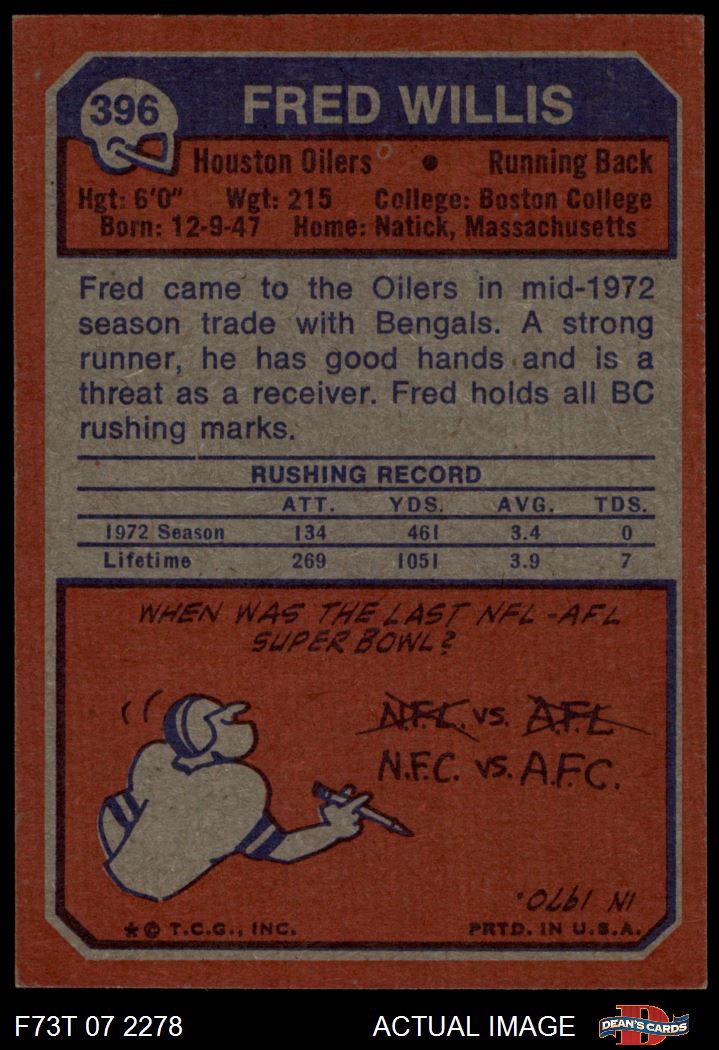 396
FRED WILLIS
Houston Oilers • Running Back
Hgt: 6'0" Wgt: 215 College: Boston College
Born: 12-9-47 Home: Natick, Massachusetts
Fred came to the Oilers in mid-1972
season trade with Bengals. A strong
runner, he has good hands and is a
threat as a receiver. Fred holds all BC
rushing marks.
RUSHING RECORD
ATT. YDS. AVG. TDS.
1972 Season 134 461 3.4 0
Lifetime 269 1051 3.9 7
WHEN WAS THE LAST NFL-AFL
SUPER BOWL?
N.F.L. VS. A.F.L
N.F.C. VS. A.F.C.
IN 1970.
*© T.C.G., INC. PRTD. IN U.S.A.
F73T 07 2278 ACTUAL IMAGE
D
DEAN'S CARDS